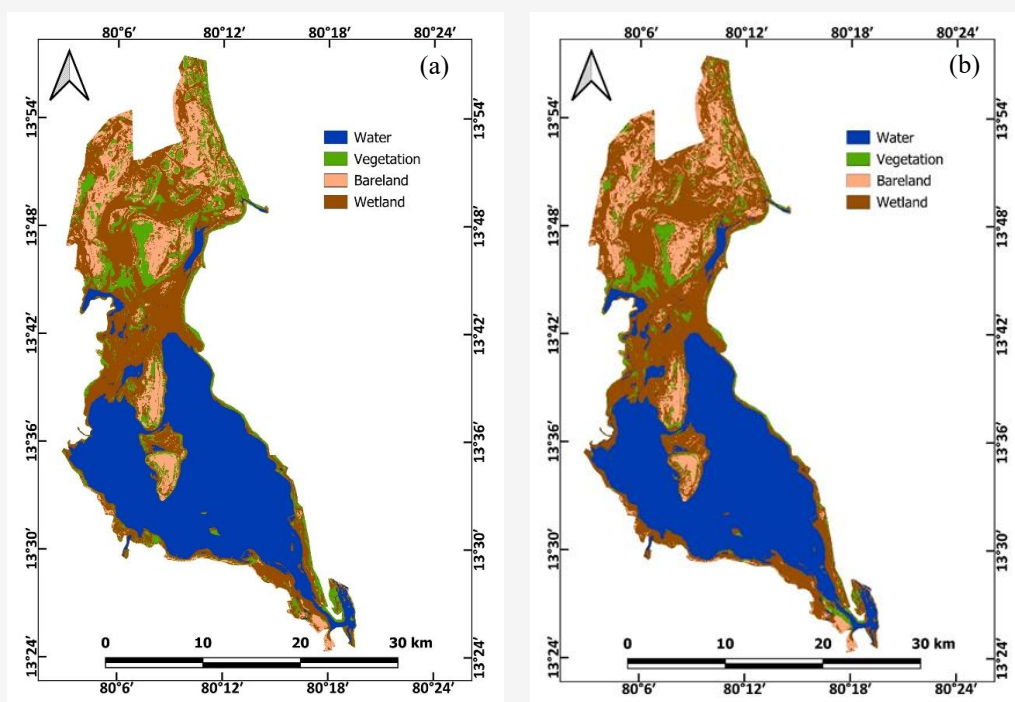 80°6′ 80°12′ 80°18′ 80°24′
(a)
13°54′ 13°54′
Water
Vegetation
Bareland
Wetland
13°48′ 13°48′
13°42′ 13°42′
13°36′ 13°36′
13°30′ 13°30′
0 10 20 30 km
13°24′ 13°24′
80°6′ 80°12′ 80°18′ 80°24′
80°6′ 80°12′ 80°18′ 80°24′
(b)
13°54′ 13°54′
Water
Vegetation
Bareland
Wetland
13°48′ 13°48′
13°42′ 13°42′
13°36′ 13°36′
13°30′ 13°30′
0 10 20 30 km
13°24′ 13°24′
80°6′ 80°12′ 80°18′ 80°24′